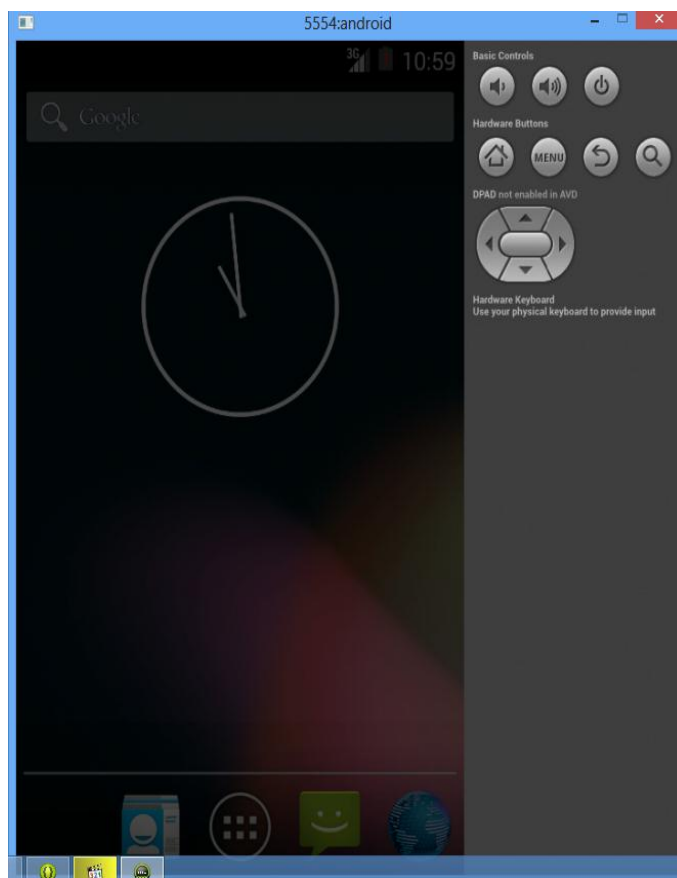 5554:android
3G 10:59
Google
Basic Controls
Hardware Buttons
MENU
DPAD not enabled in AVD
Hardware Keyboard
Use your physical keyboard to provide input